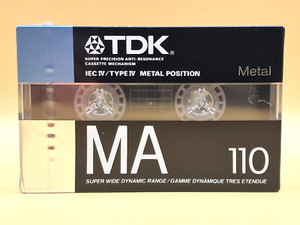 TDK®
SUPER PRECISION ANTI-RESONANCE
CASSETTE MECHANISM
IEC IV/TYPE IV METAL POSITION
Metal
MA 110
SUPER WIDE DYNAMIC RANGE/GAMME DYNAMIQUE TRES ETENDUE